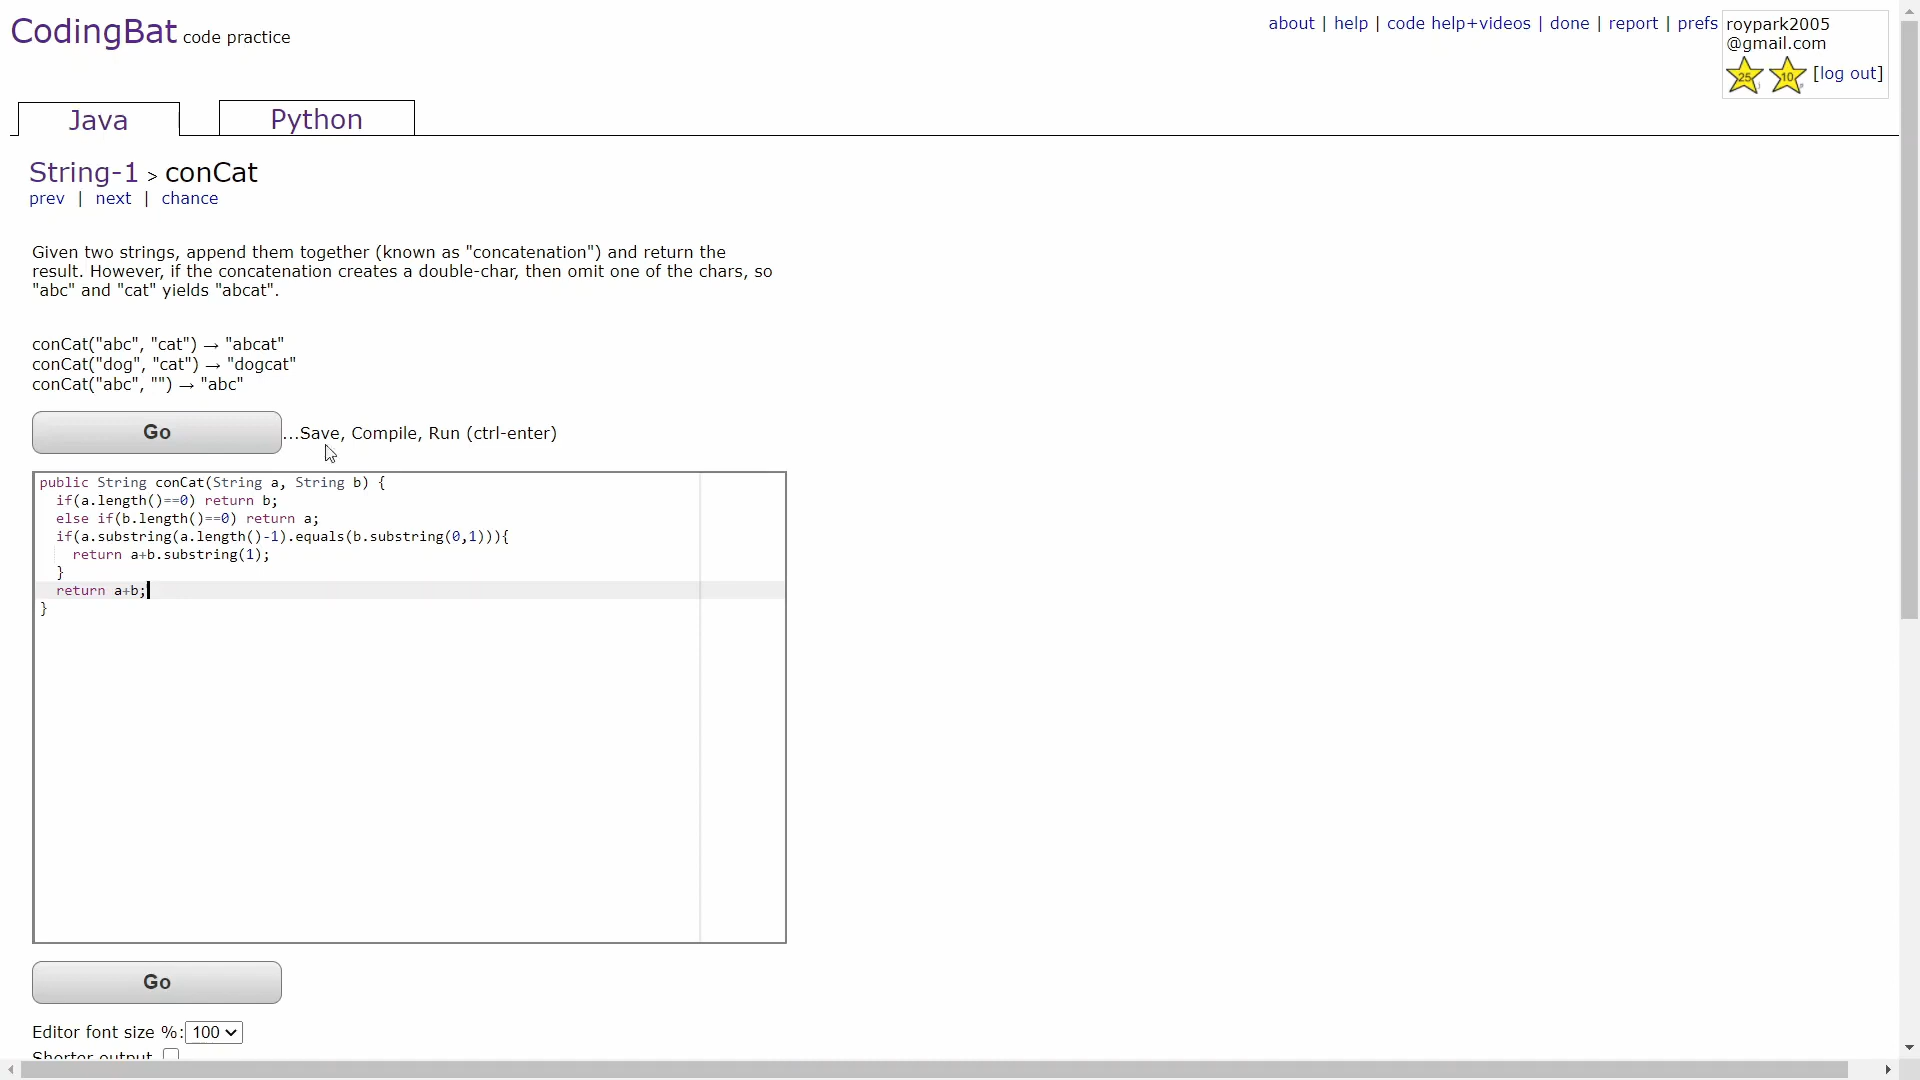 CodingBat code practice
about | help | code help+videos | done | report | prefs
roypark2005
@gmail.com
25 10 [log out]
Java Python
String-1 > conCat
prev | next | chance
Given two strings, append them together (known as "concatenation") and return the
result. However, if the concatenation creates a double-char, then omit one of the chars, so
"abc" and "cat" yields "abcat".
conCat("abc", "cat") → "abcat"
conCat("dog", "cat") → "dogcat"
conCat("abc", "") → "abc"
Go ...Save, Compile, Run (ctrl-enter)
public String conCat(String a, String b) {
  if(a.length()==0) return b;
  else if(b.length()==0) return a;
  if(a.substring(a.length()-1).equals(b.substring(0,1))){
    return a+b.substring(1);
  }
  return a+b;
}
Go
Editor font size %: 100
Shorter output